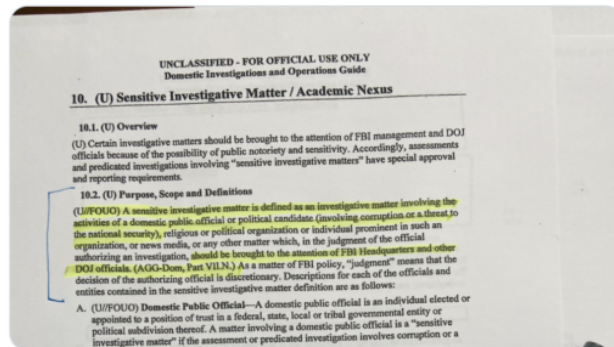 UNCLASSIFIED - FOR OFFICIAL USE ONLY
Domestic Investigations and Operations Guide
10. (U) Sensitive Investigative Matter / Academic Nexus
10.1. (U) Overview
(U) Certain investigative matters should be brought to the attention of FBI management and DOJ
officials because of the possibility of public notoriety and sensitivity. Accordingly, assessments
and predicated investigations involving "sensitive investigative matters" have special approval
and reporting requirements.
10.2. (U) Purpose, Scope and Definitions
(U//FOUO) A sensitive investigative matter is defined as an investigative matter involving the
activities of a domestic public official or political candidate (involving corruption or a threat to
the national security), religious or political organization or individual prominent in such an
organization, or news media, or any other matter which, in the judgment of the official
authorizing an investigation, should be brought to the attention of FBI Headquarters and other
DOJ officials. (AGG-Dom, Part VII.N.) As a matter of FBI policy, "judgment" means that the
decision of the authorizing official is discretionary. Descriptions for each of the officials and
entities contained in the sensitive investigative matter definition are as follows:
A. (U//FOUO) Domestic Public Official—A domestic public official is an individual elected or
appointed to a position of trust in a federal, state, local or tribal governmental entity or
political subdivision thereof. A matter involving a domestic public official is a "sensitive
investigative matter" if the assessment or predicated investigation involves corruption or a